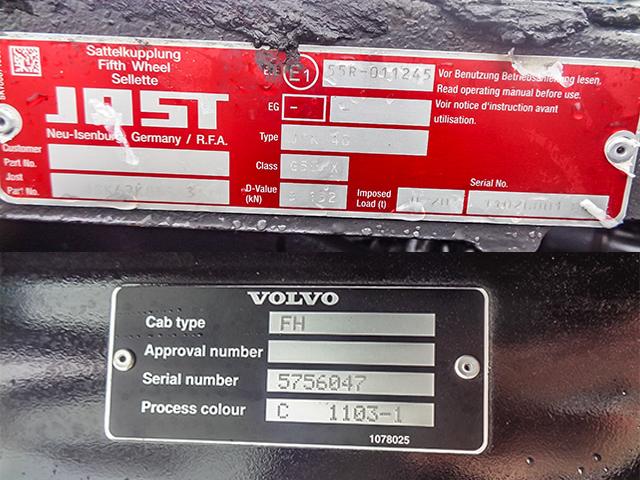 Sattelkupplung
Fifth Wheel
Sellette
JOST
Neu-Isenburg, Germany / R.F.A.
Customer
Part No.
Jost
Part No.
E1 55R-011245
EG -
Type
Class G50-X
D-Value
(kN)
Imposed
Load (t)
Serial No.
Vor Benutzung Betriebsanleitung lesen.
Read operating manual before use.
Voir notice d'instruction avant
utilisation.
VOLVO
Cab type FH
Approval number
Serial number 5756047
Process colour C 1103-1
1078025